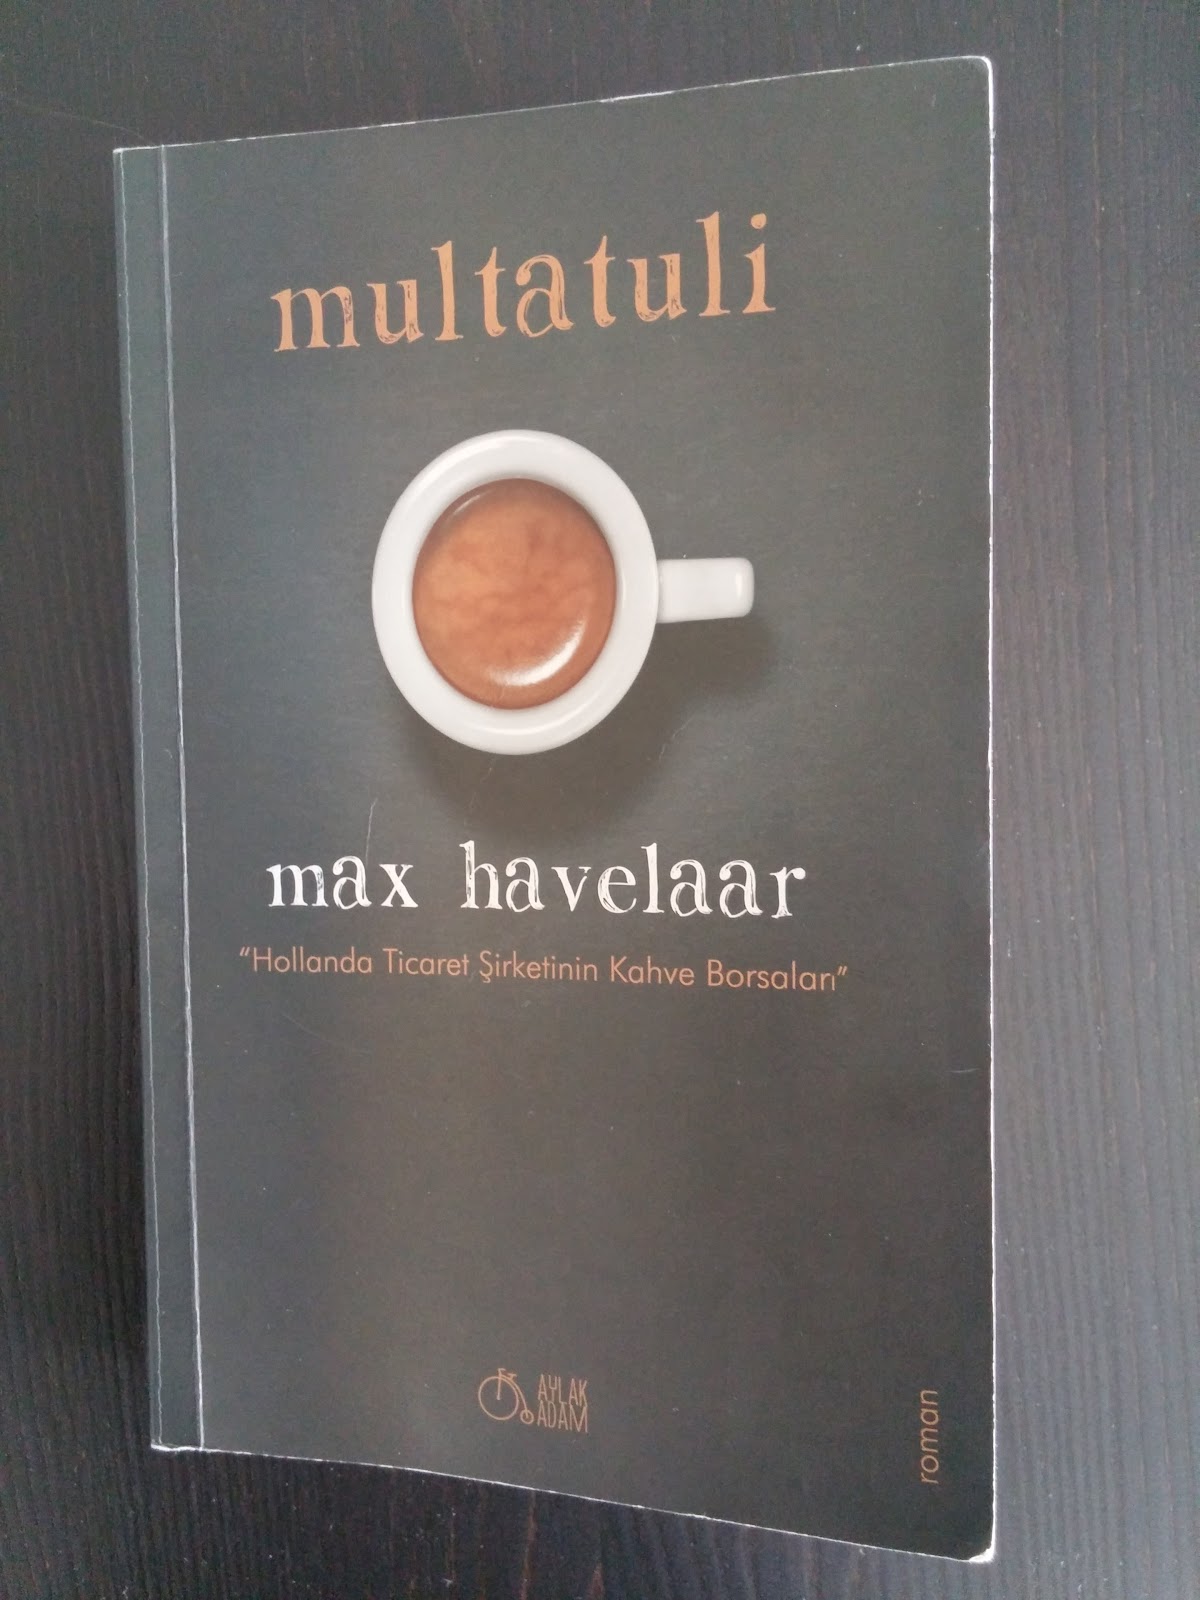 multatuli
max havelaar
“Hollanda Ticaret Şirketinin Kahve Borsaları”
AYLAK
ADAM
roman